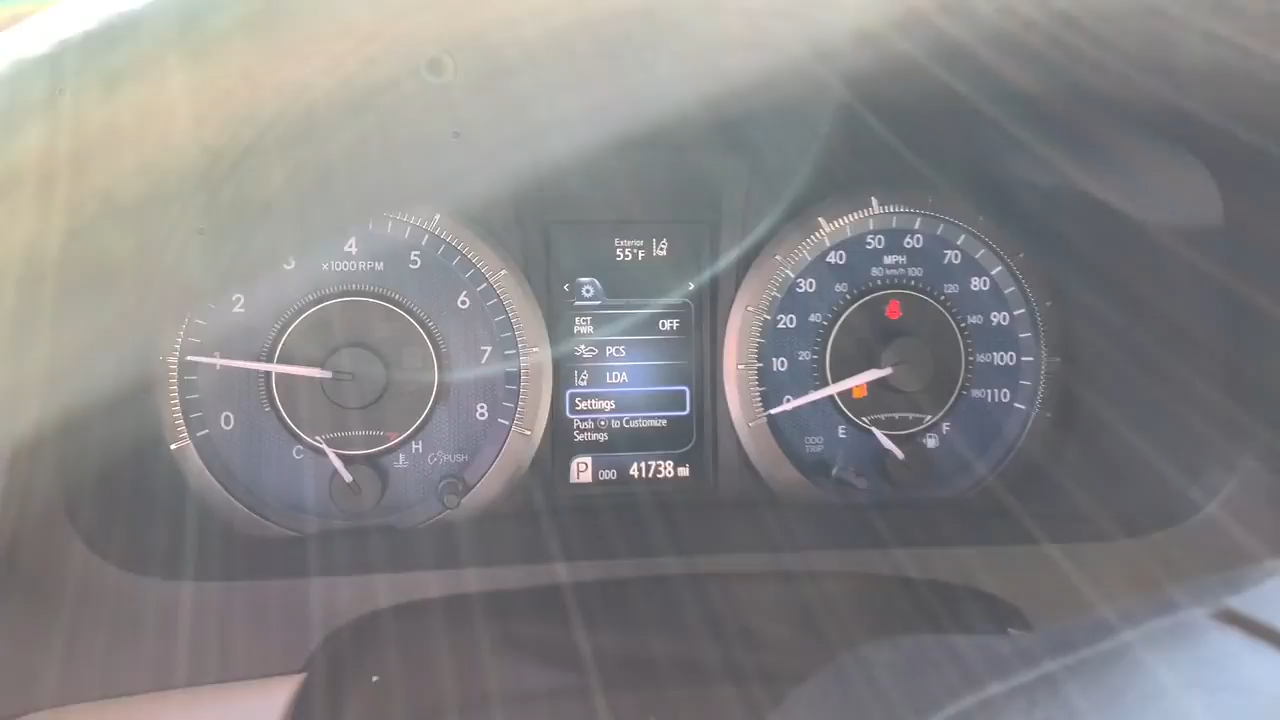 0
1
2
3
4
5
6
7
8
×1000 RPM
C
H
PUSH
Exterior
55°F
ECT
PWR
OFF
PCS
LDA
Settings
Push to Customize
Settings
P
ODO
41738 mi
0
10
20
30
40
50
60
70
80
90
100
110
MPH
80 km/h 100
20
40
60
120
140
160
180
ODO
TRIP
E
F